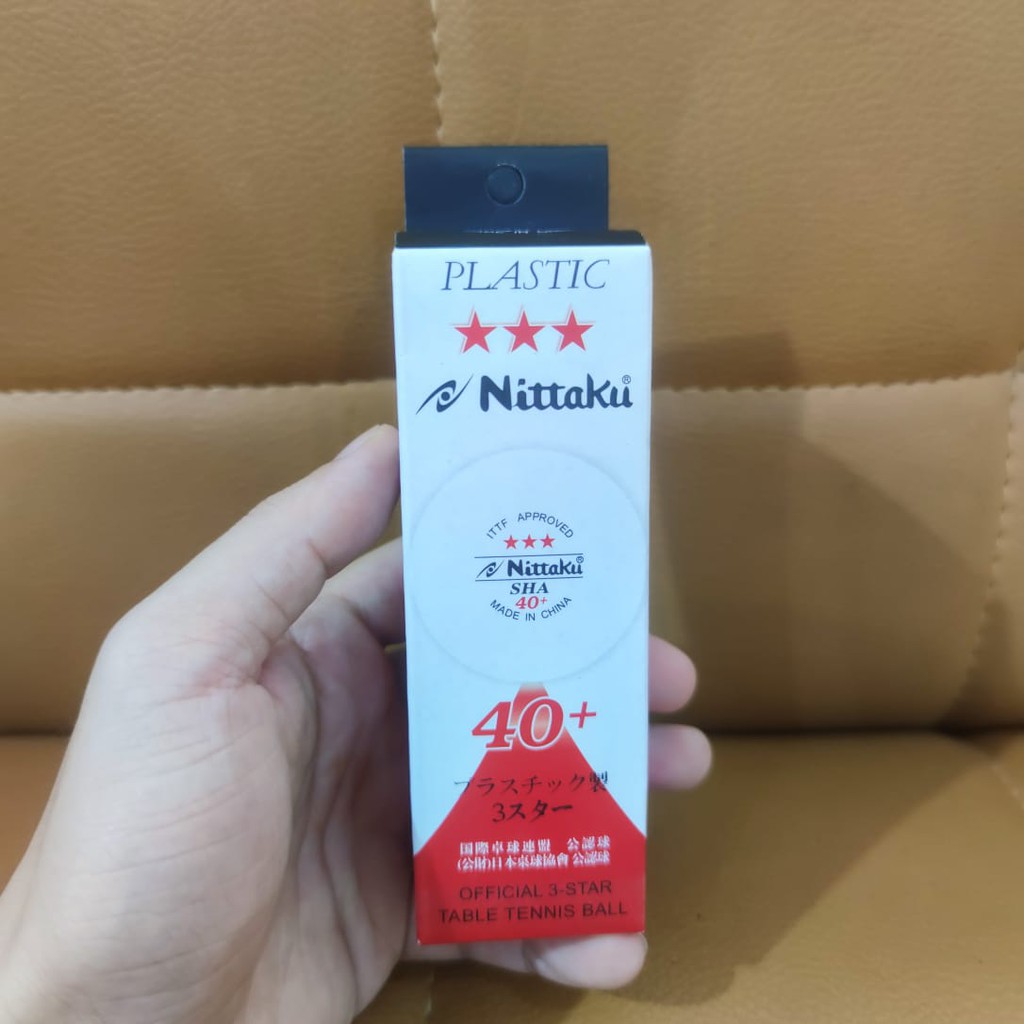 PLASTIC
Nittaku®
ITTF APPROVED
Nittaku®
SHA
40+
MADE IN CHINA
40+
プラスチック製
3スター
国際卓球連盟 公認球
(公財)日本卓球協會公認球
OFFICIAL 3-STAR
TABLE TENNIS BALL